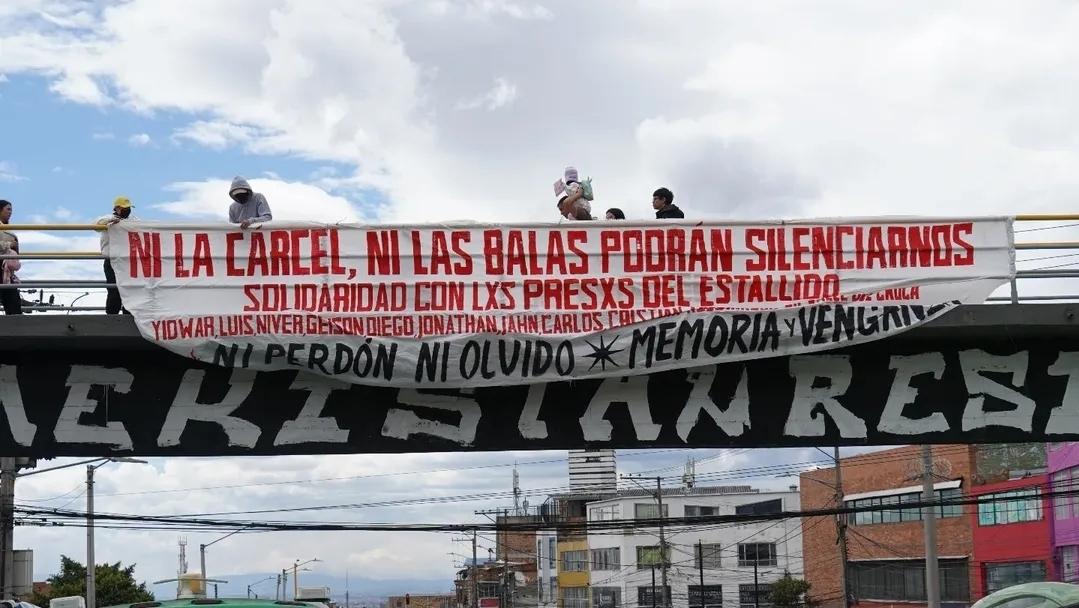 NI LA CARCEL, NI LAS BALAS PODRÁN SILENCIARNOS
SOLIDARIDAD CON LXS PRESXS DEL ESTALLIDO
YIDWAR, LUIS, NIVER, GEISON, DIEGO, JONATHAN, JAHN CARLOS, CRISTIAN
NI PERDÓN NI OLVIDO MEMORIA Y VENGANZA